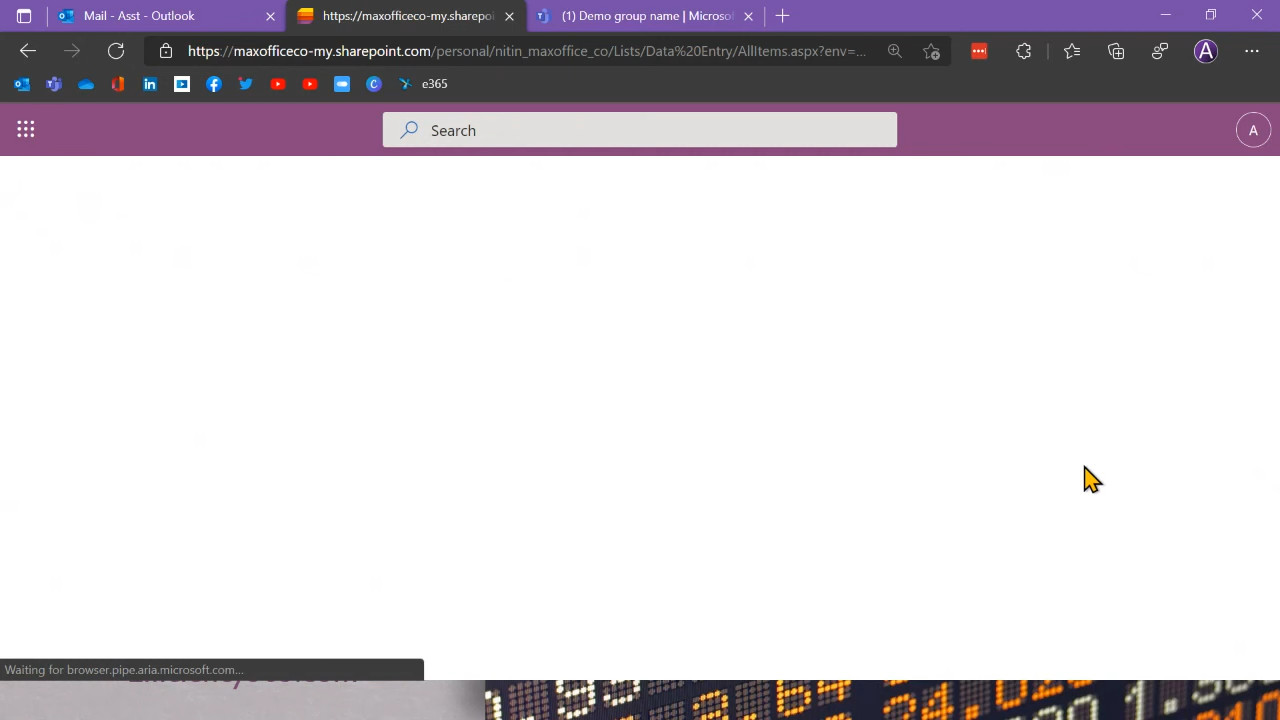 Mail - Asst - Outlook
https://maxofficeco-my.sharepoi
(1) Demo group name | Microsof
https://maxofficeco-my.sharepoint.com/personal/nitin_maxoffice_co/Lists/Data%20Entry/AllItems.aspx?env=...
A
e365
Search
A
Waiting for browser.pipe.aria.microsoft.com...